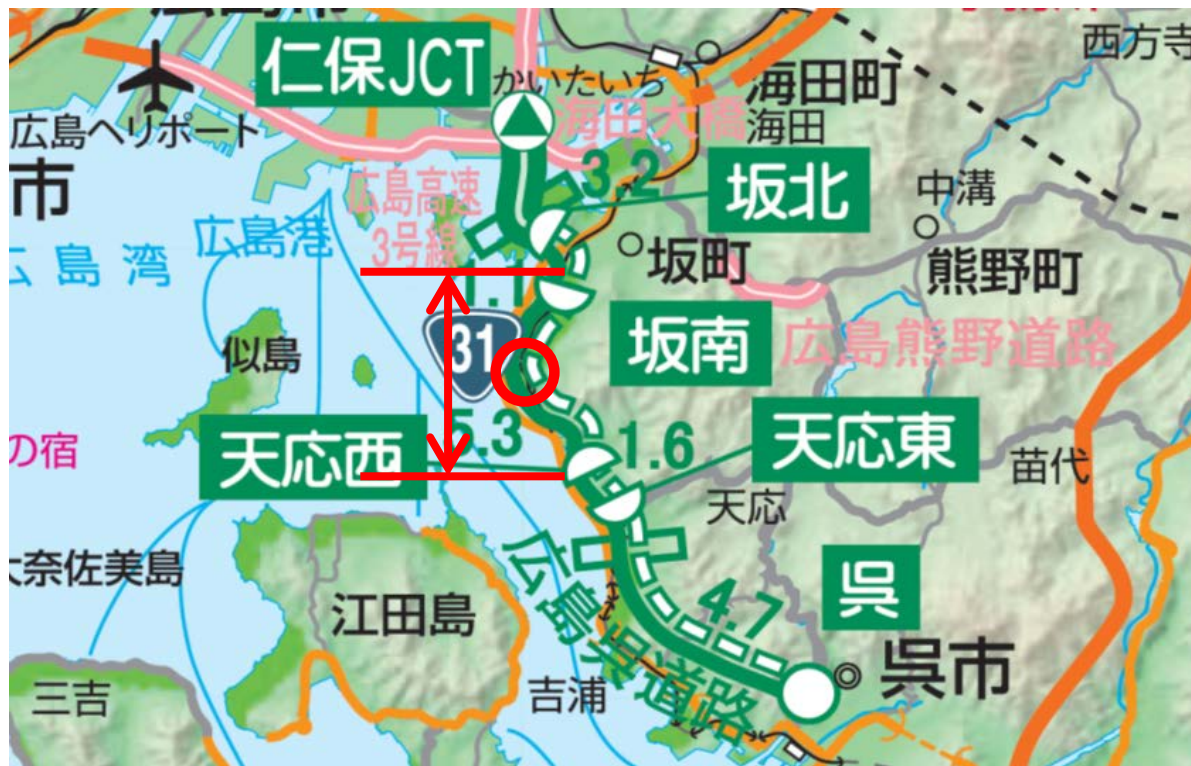 西方寺
仁保JCT
かいたいち
海田町
広島ヘリポート
海田大橋
海田
市
3.2
坂北
中溝
広島高速
3号線
広島港
坂町
熊野町
広島湾
1.1
31
坂南
広島熊野道路
似島
の宿
天応西
5.3
1.6
天応東
苗代
天応
大奈佐美島
江田島
呉
4.7
広島呉道路
呉市
三吉
吉浦